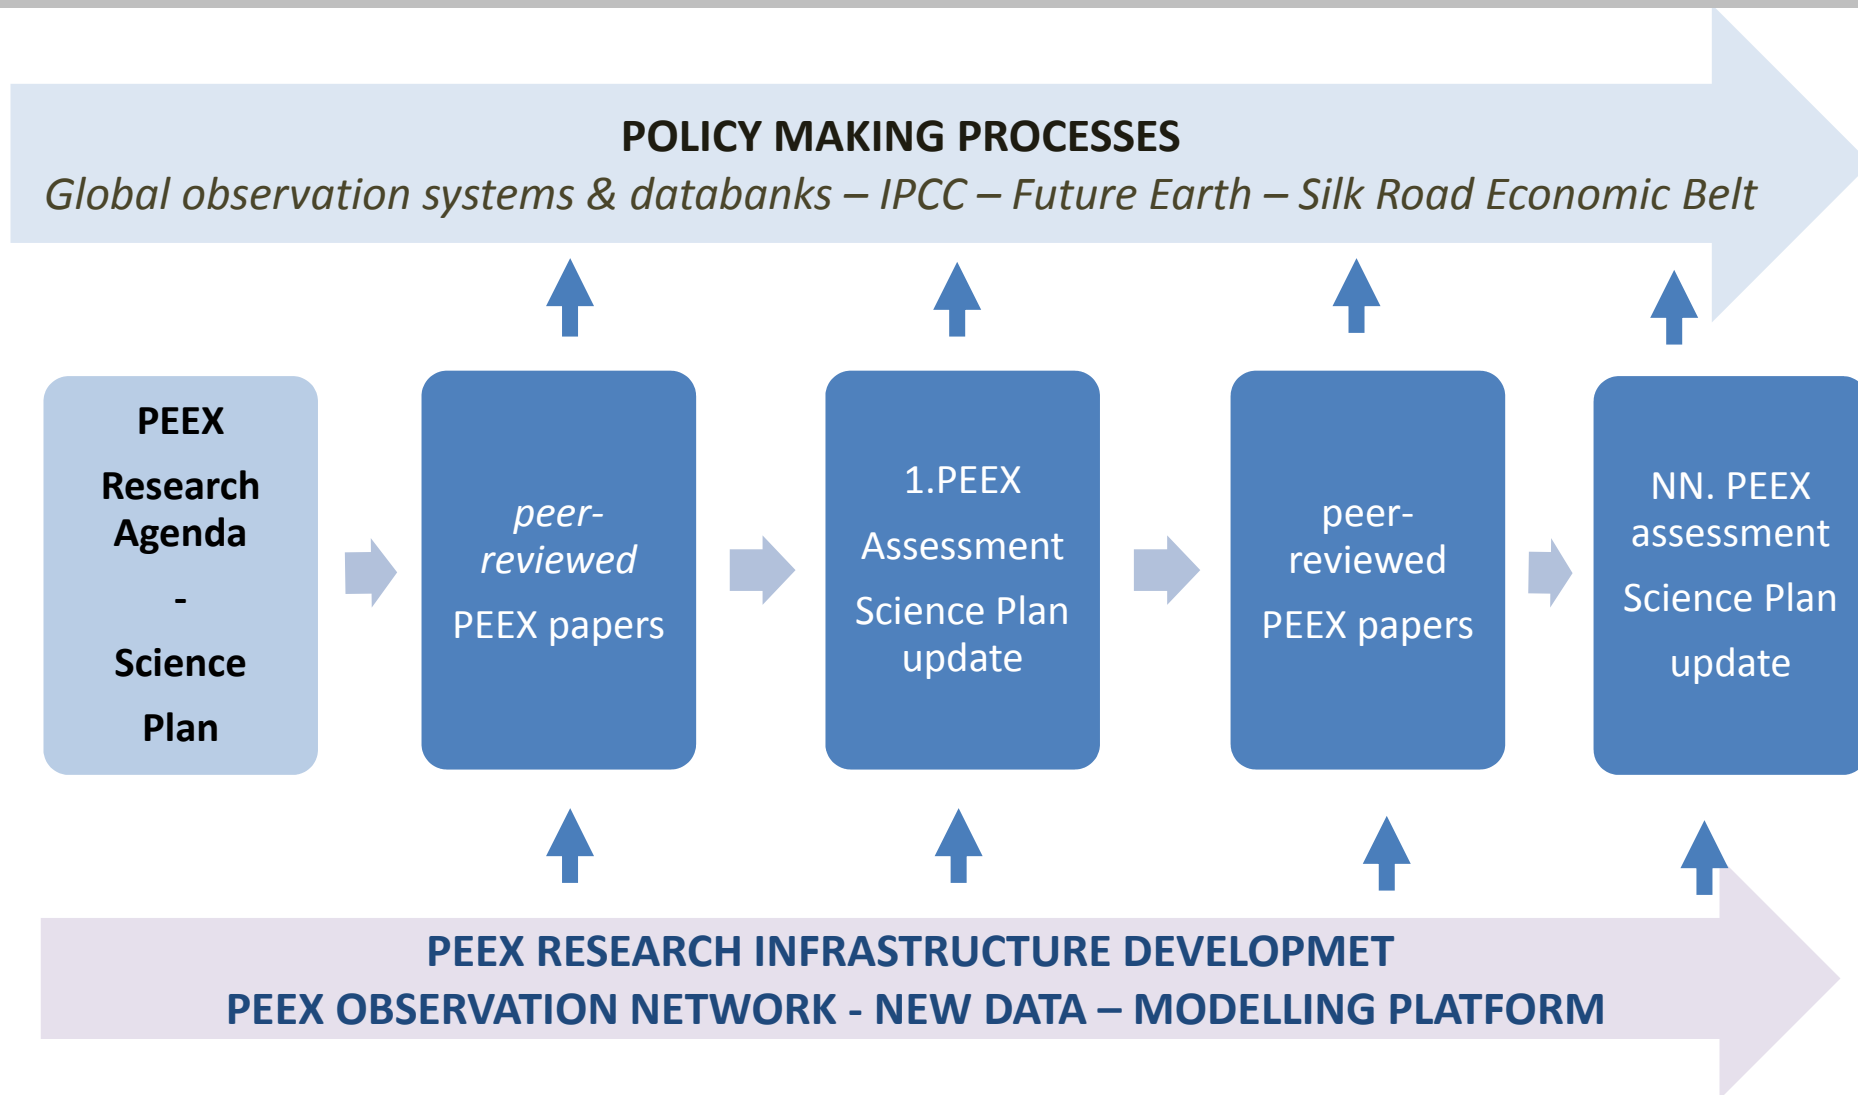 POLICY MAKING PROCESSES
Global observation systems & databanks – IPCC – Future Earth – Silk Road Economic Belt
PEEX
Research
Agenda
-
Science
Plan
peer-
reviewed
PEEX papers
1.PEEX
Assessment
Science Plan
update
peer-
reviewed
PEEX papers
NN. PEEX
assessment
Science Plan
update
PEEX RESEARCH INFRASTRUCTURE DEVELOPMET
PEEX OBSERVATION NETWORK - NEW DATA – MODELLING PLATFORM